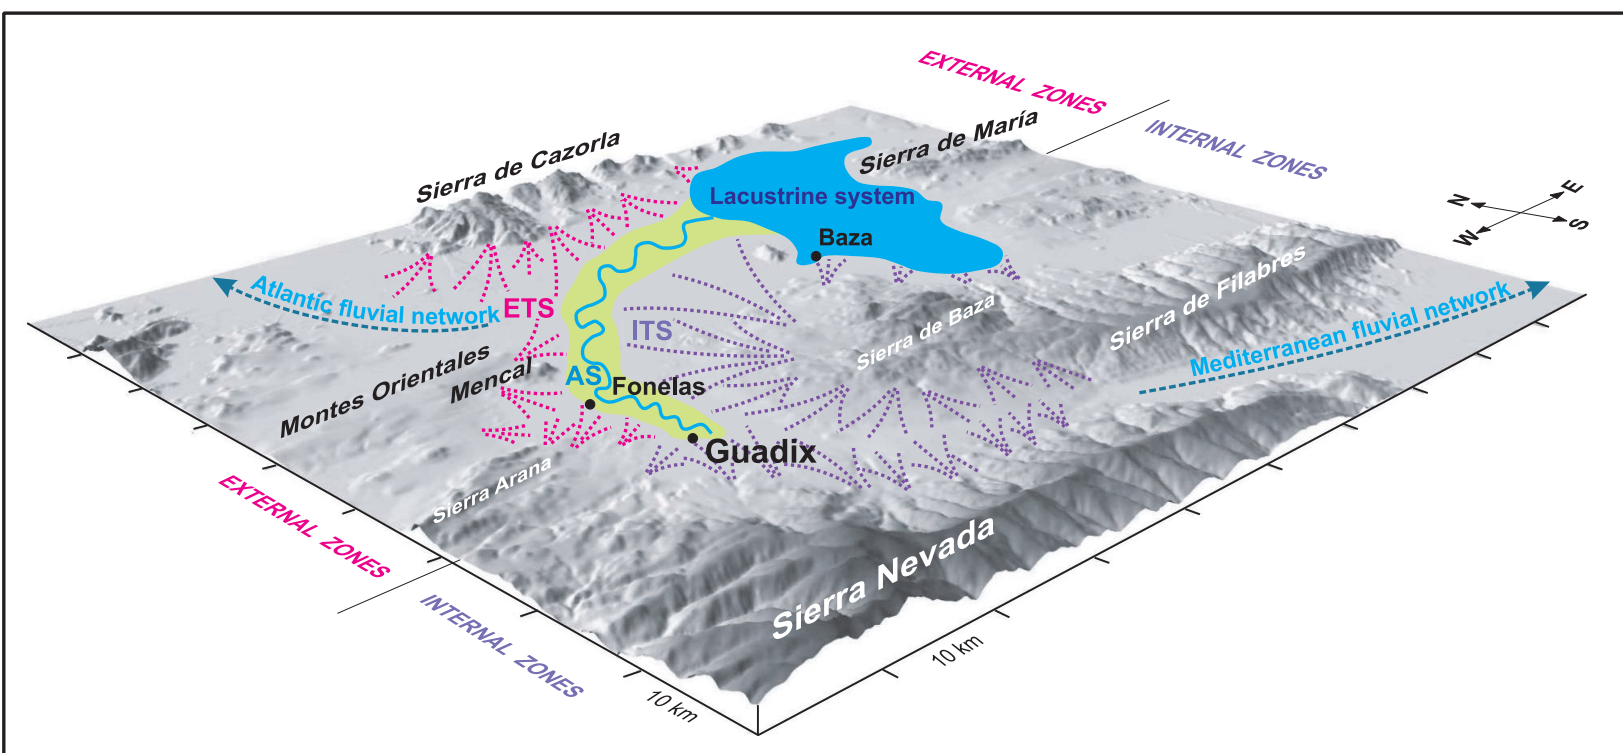 EXTERNAL ZONES
INTERNAL ZONES
Sierra de Cazorla
Sierra de María
Lacustrine system
Baza
N
E
W
S
Atlantic fluvial network
ETS
ITS
Sierra de Baza
Sierra de Filabres
Mediterranean fluvial network
Montes Orientales
Mencal
AS
Fonelas
Guadix
Sierra Arana
Sierra Nevada
EXTERNAL ZONES
INTERNAL ZONES
10 km
10 km